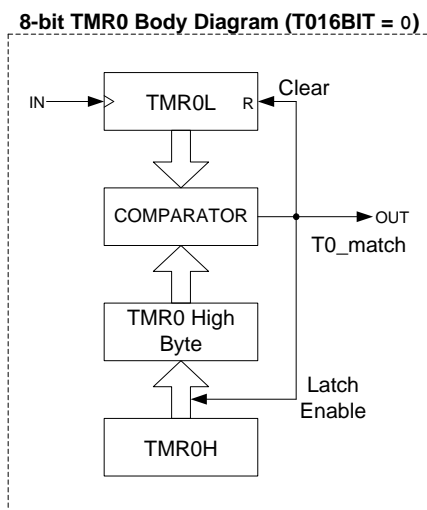 8-bit TMR0 Body Diagram (T016BIT = 0)
IN
TMR0L
R
Clear
COMPARATOR
OUT
T0_match
TMR0 High
Byte
Latch
Enable
TMR0H